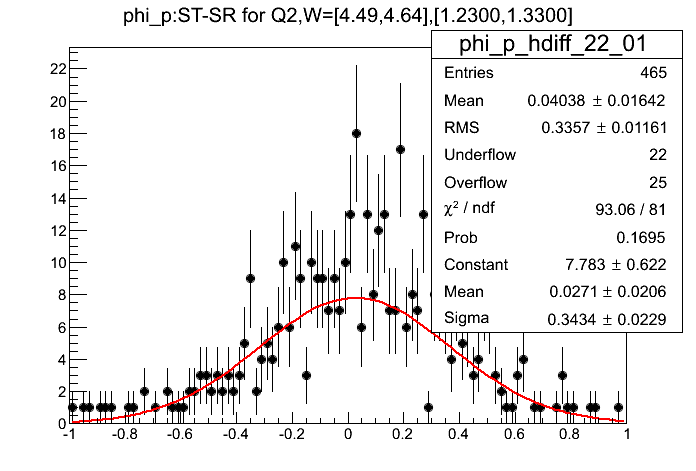 phi_p:ST-SR for Q2,W=[4.49,4.64],[1.2300,1.3300]
phi_p_hdiff_22_01
Entries 465
Mean 0.04038 ± 0.01642
RMS 0.3357 ± 0.01161
Underflow 22
Overflow 25
χ² / ndf 93.06 / 81
Prob 0.1695
Constant 7.783 ± 0.622
Mean 0.0271 ± 0.0206
Sigma 0.3434 ± 0.0229
22
20
18
16
14
12
10
8
6
4
2
0
-1 -0.8 -0.6 -0.4 -0.2 0 0.2 0.4 0.6 0.8 1